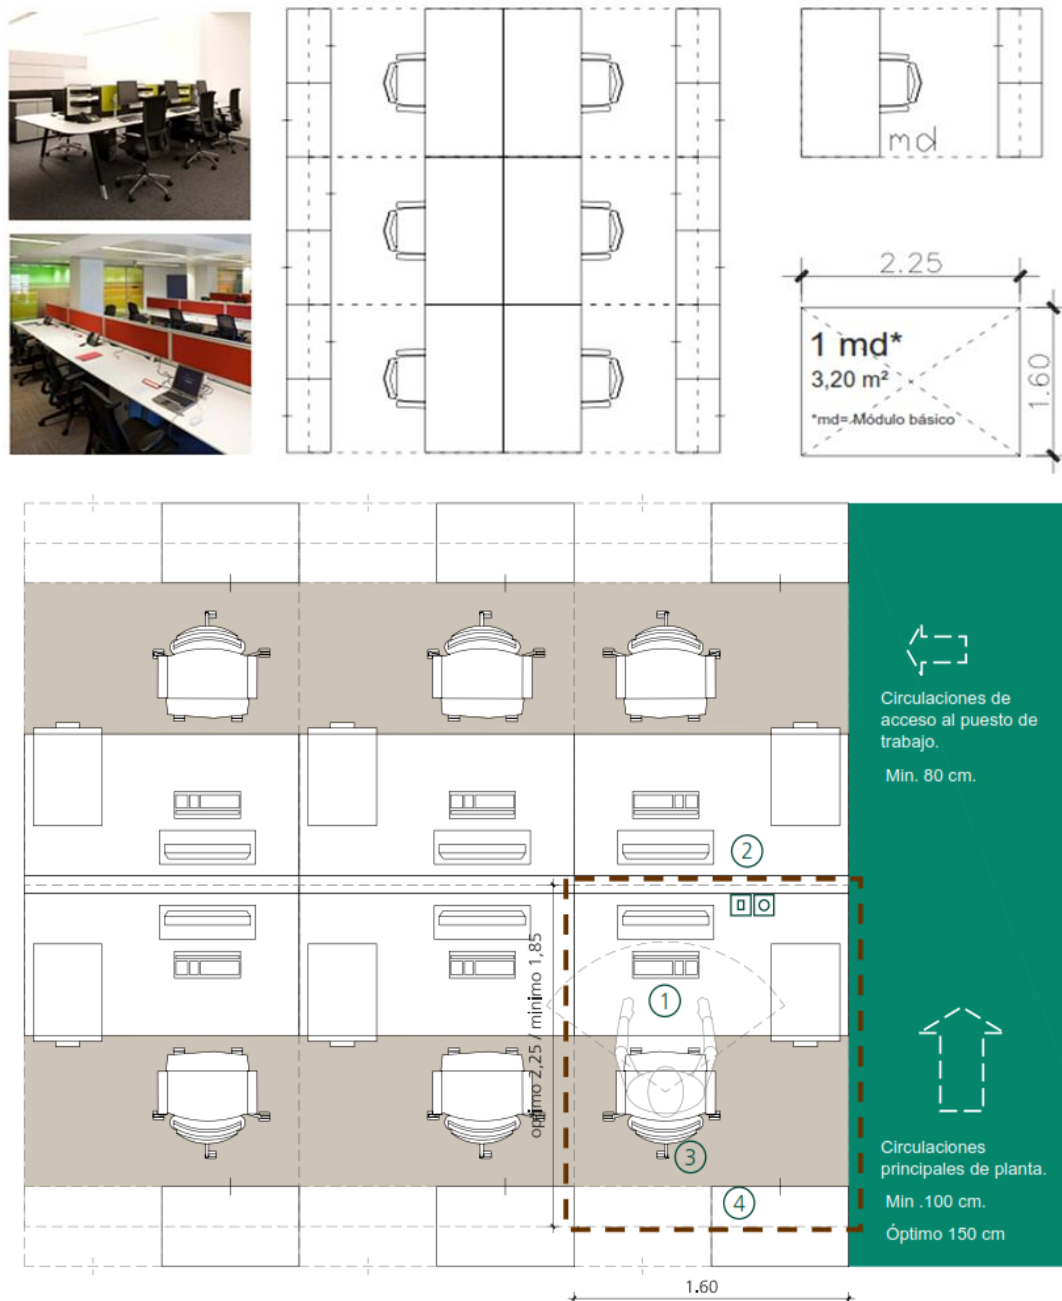 md
2.25
1 md*
3,20 m²
*md= Módulo básico
1.60
Circulaciones de
acceso al puesto de
trabajo.
Min. 80 cm.
2
optimo 2,25 / minimo 1,85
1
3
4
Circulaciones
principales de planta.
Min .100 cm.
Óptimo 150 cm
1.60